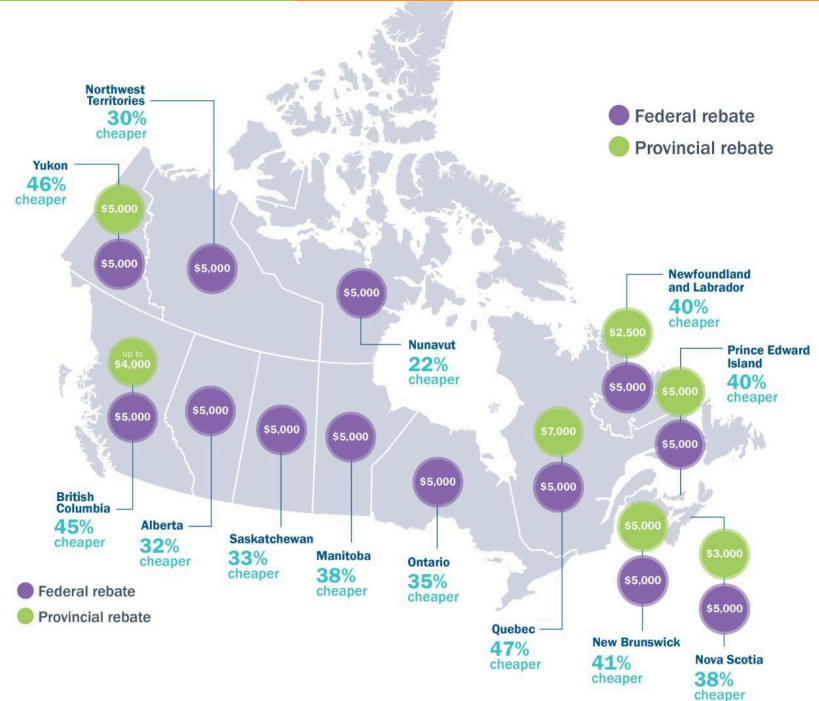 Northwest
Territories
30%
cheaper
Federal rebate
Provincial rebate
Yukon
46%
cheaper
$5,000
$5,000
$5,000
$5,000
Nunavut
22%
cheaper
Newfoundland
and Labrador
40%
cheaper
$2,500
$5,000
Prince Edward
Island
40%
cheaper
$5,000
$5,000
up to
$4,000
$5,000
British
Columbia
45%
cheaper
$5,000
Alberta
32%
cheaper
$5,000
Saskatchewan
33%
cheaper
$5,000
Manitoba
38%
cheaper
$5,000
Ontario
35%
cheaper
$7,000
$5,000
Quebec
47%
cheaper
$5,000
$5,000
New Brunswick
41%
cheaper
$3,000
$5,000
Nova Scotia
38%
cheaper
Federal rebate
Provincial rebate